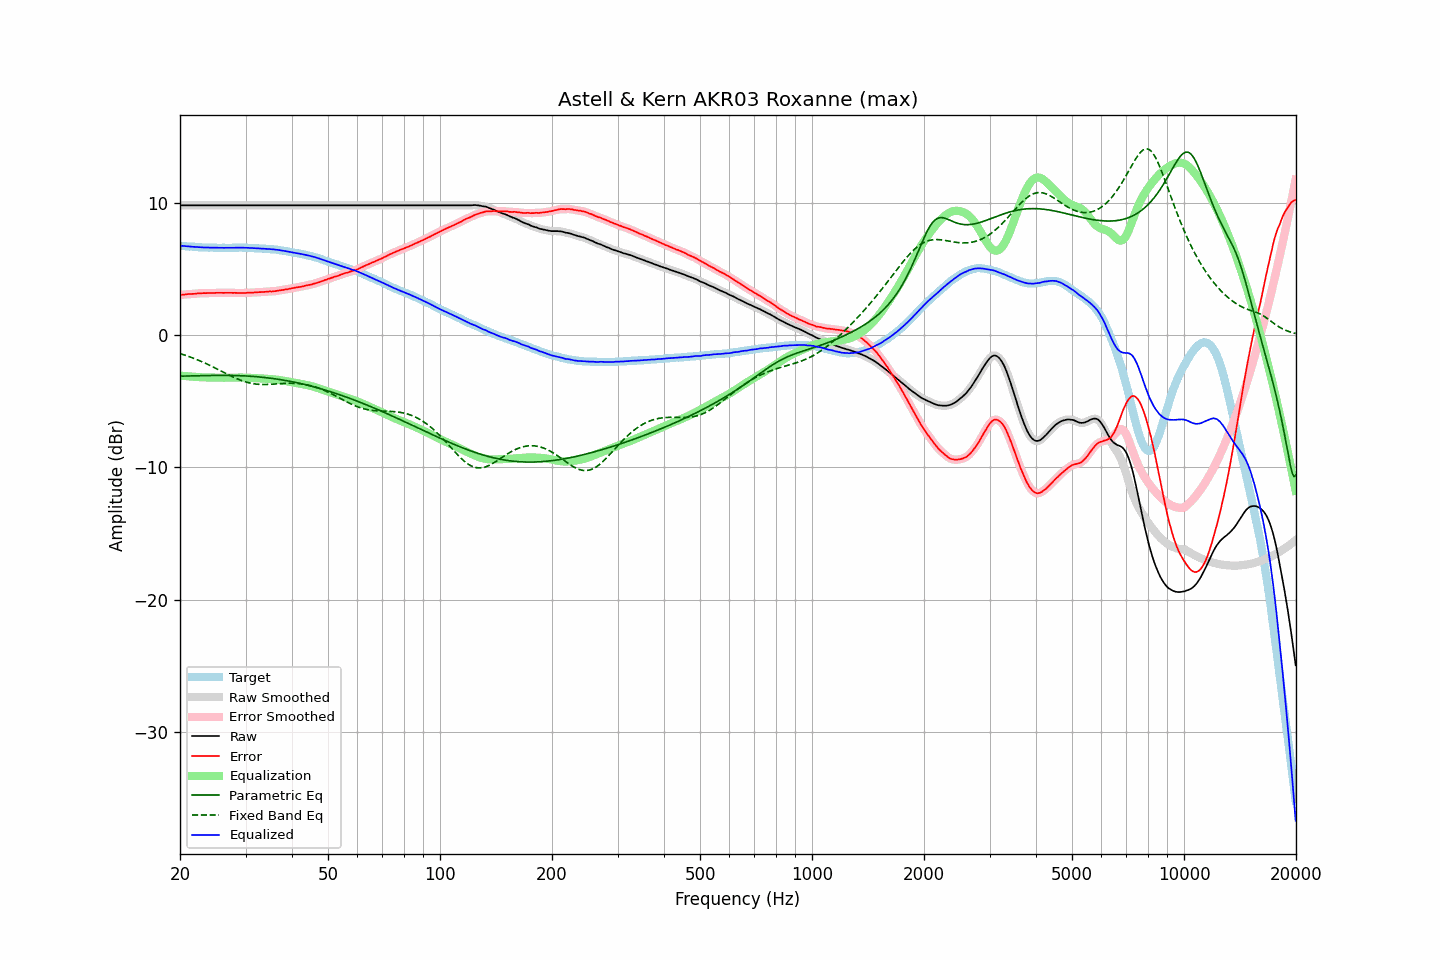 Astell & Kern AKR03 Roxanne (max)
10
0
−10
−20
−30
Amplitude (dBr)
Target
Raw Smoothed
Error Smoothed
Raw
Error
Equalization
Parametric Eq
Fixed Band Eq
Equalized
20 50 100 200 500 1000 2000 5000 10000 20000
Frequency (Hz)